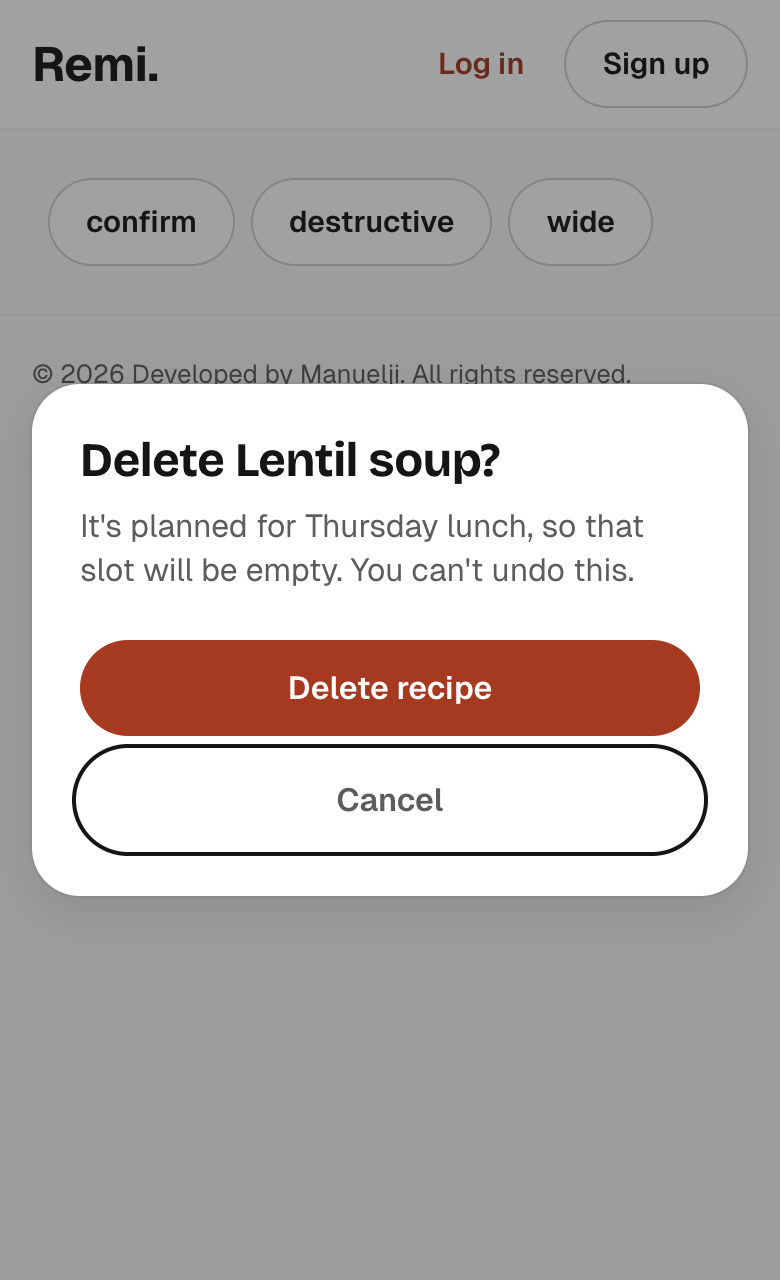 Remi.
Log in
Sign up
confirm
destructive
wide
© 2026 Developed by Manuelji. All rights reserved.
Delete Lentil soup?
It's planned for Thursday lunch, so that
slot will be empty. You can't undo this.
Delete recipe
Cancel